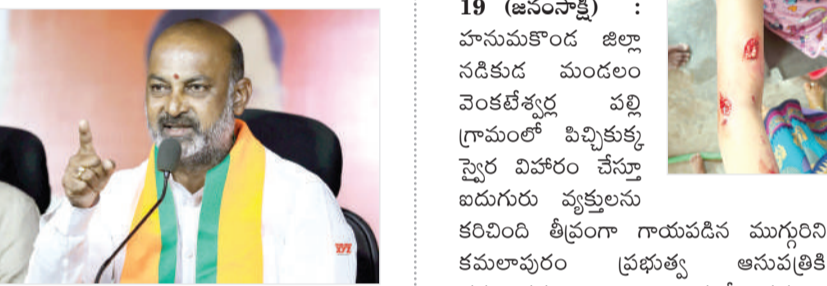 19 (జనంసాక్షి) :
హనుమకొండ జిల్లా
నడికుడ మండలం
వెంకటేశ్వర్ల పల్లి
గ్రామంలో పిచ్చికుక్క
స్వైర విహారం చేస్తూ
ఐదుగురు వ్యక్తులను
కరిచింది తీవ్రంగా గాయపడిన ముగ్గురిని
కమలాపురం ప్రభుత్వ ఆసుపత్రికి